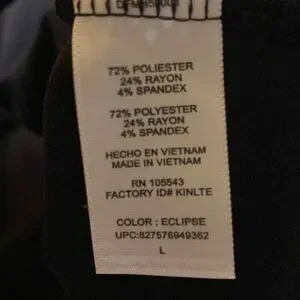 72% POLIESTER
24% RAYON
4% SPANDEX
72% POLYESTER
24% RAYON
4% SPANDEX
HECHO EN VIETNAM
MADE IN VIETNAM
RN 105543
FACTORY ID# KINLTE
COLOR : ECLIPSE
UPC:827576949362
L